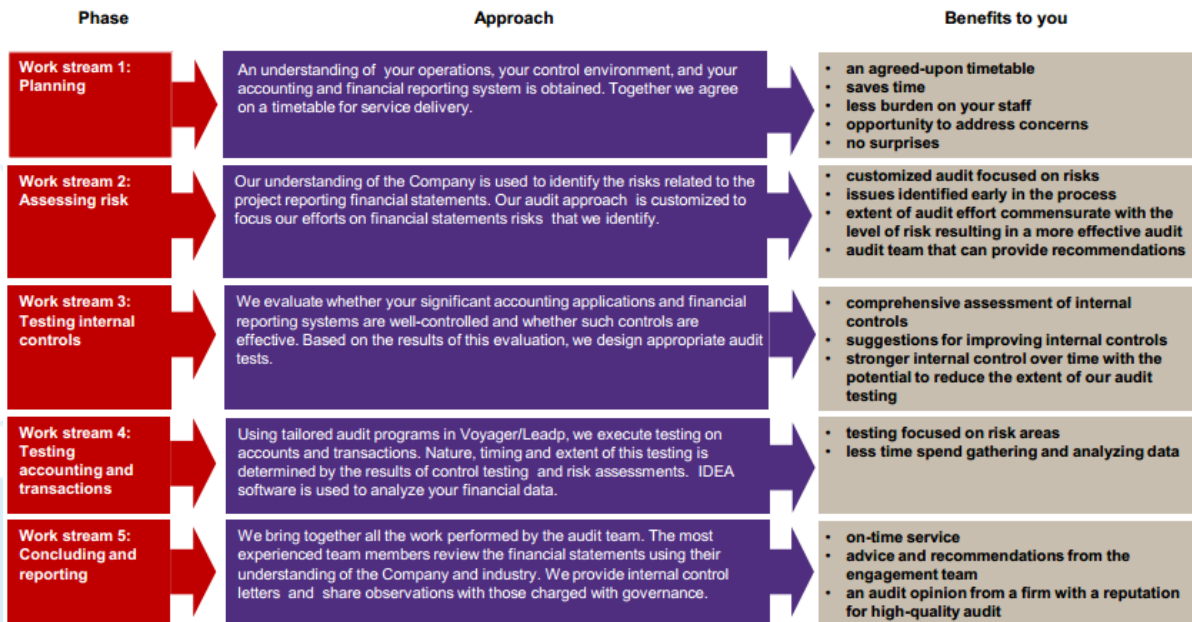 Phase
Approach
Benefits to you
Work stream 1:
Planning
An understanding of your operations, your control environment, and your
accounting and financial reporting system is obtained. Together we agree
on a timetable for service delivery.
• an agreed-upon timetable
• saves time
• less burden on your staff
• opportunity to address concerns
• no surprises
Work stream 2:
Assessing risk
Our understanding of the Company is used to identify the risks related to the
project reporting financial statements. Our audit approach is customized to
focus our efforts on financial statements risks that we identify.
• customized audit focused on risks
• issues identified early in the process
• extent of audit effort commensurate with the
level of risk resulting in a more effective audit
• audit team that can provide recommendations
Work stream 3:
Testing internal
controls
We evaluate whether your significant accounting applications and financial
reporting systems are well-controlled and whether such controls are
effective. Based on the results of this evaluation, we design appropriate audit
tests.
• comprehensive assessment of internal
controls
• suggestions for improving internal controls
• stronger internal control over time with the
potential to reduce the extent of our audit
testing
Work stream 4:
Testing
accounting and
transactions
Using tailored audit programs in Voyager/Leadp, we execute testing on
accounts and transactions. Nature, timing and extent of this testing is
determined by the results of control testing and risk assessments. IDEA
software is used to analyze your financial data.
• testing focused on risk areas
• less time spend gathering and analyzing data
Work stream 5:
Concluding and
reporting
We bring together all the work performed by the audit team. The most
experienced team members review the financial statements using their
understanding of the Company and industry. We provide internal control
letters and share observations with those charged with governance.
• on-time service
• advice and recommendations from the
engagement team
• an audit opinion from a firm with a reputation
for high-quality audit